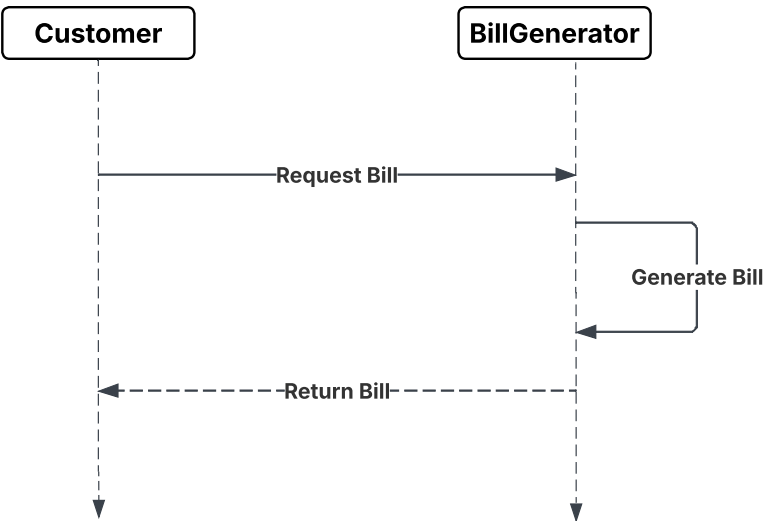 Customer
BillGenerator
Request Bill
Generate Bill
Return Bill